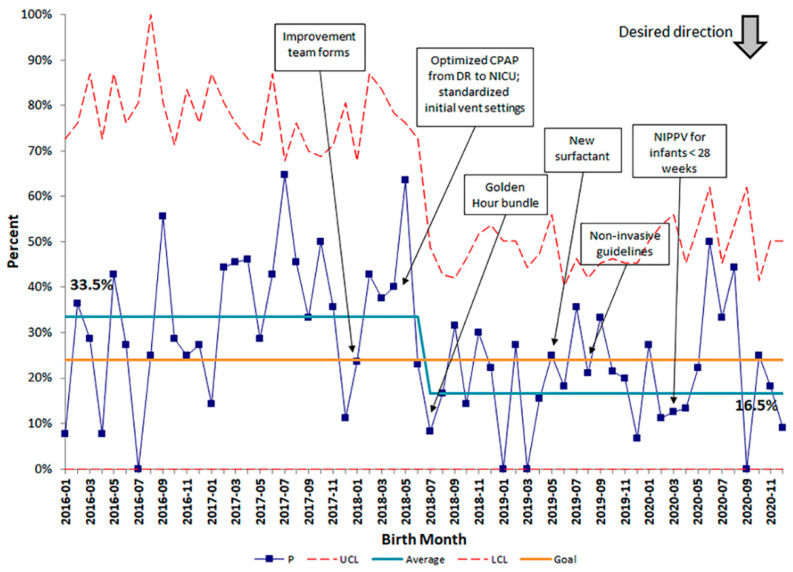 100%
90%
80%
70%
60%
50%
40%
30%
20%
10%
0%
Percent
Improvement
team forms
Optimized CPAP
from DR to NICU;
standardized
initial vent settings
Desired direction
New
surfactant
NIPPV for
infants < 28
weeks
Golden
Hour bundle
Non-invasive
guidelines
33.5%
16.5%
2016-01
2016-03
2016-05
2016-07
2016-09
2016-11
2017-01
2017-03
2017-05
2017-07
2017-09
2017-11
2018-01
2018-03
2018-05
2018-07
2018-09
2018-11
2019-01
2019-03
2019-05
2019-07
2019-09
2019-11
2020-01
2020-03
2020-05
2020-07
2020-09
2020-11
Birth Month
P UCL Average LCL Goal